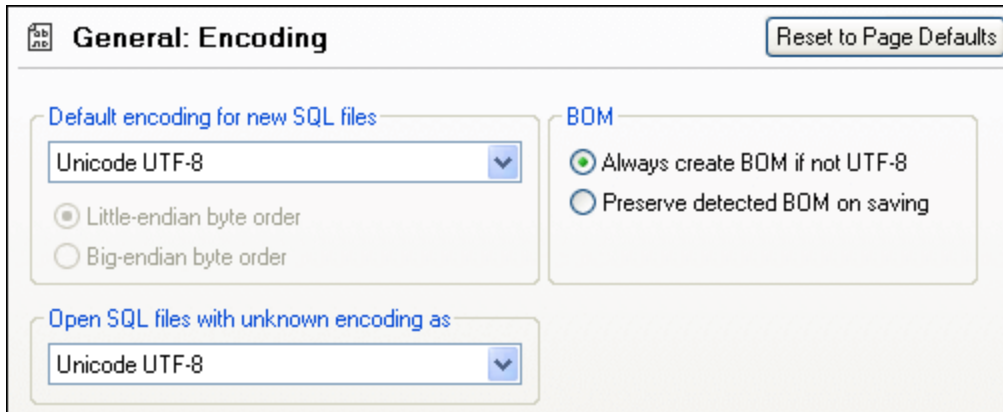 General: Encoding
Reset to Page Defaults
Default encoding for new SQL files
Unicode UTF-8
Little-endian byte order
Big-endian byte order
BOM
Always create BOM if not UTF-8
Preserve detected BOM on saving
Open SQL files with unknown encoding as
Unicode UTF-8